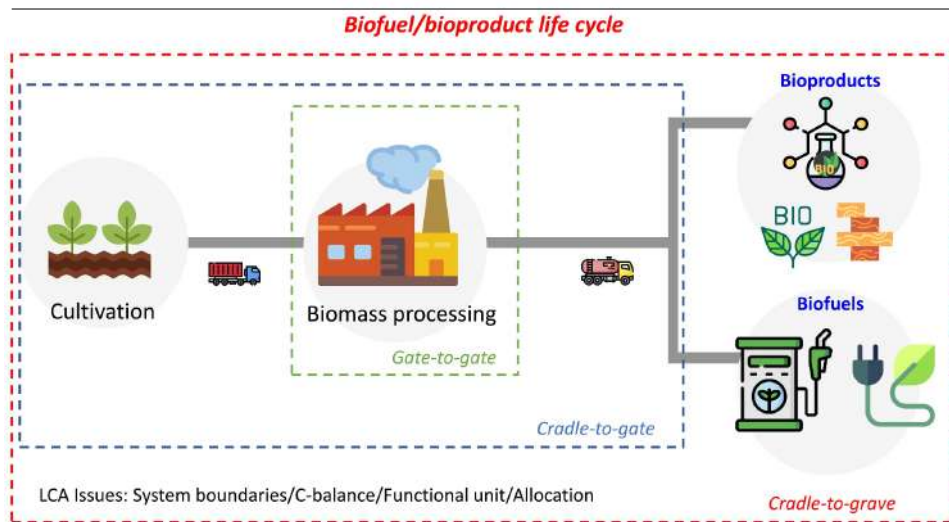 Biofuel/bioproduct life cycle
Bioproducts
BIO
BIO
Cultivation
Biomass processing
Biofuels
Gate-to-gate
Cradle-to-gate
LCA Issues: System boundaries/C-balance/Functional unit/Allocation
Cradle-to-grave